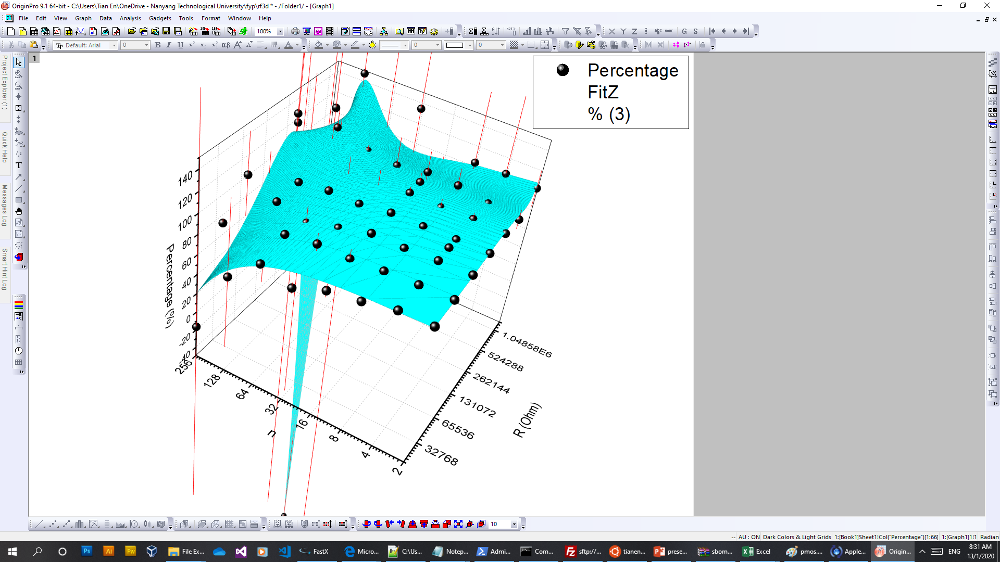 OriginPro 9.1 64-bit - C:\Users\Tian En\OneDrive - Nanyang Technological University\fyp\rf3d * - /Folder1/ - [Graph1]
File Edit View Graph Data Analysis Gadgets Tools Format Window Help
100%
Default: Arial 0 B I U 0 0
Project Explorer (1)
Quick Help
Messages Log
Smart Hint Log
1
Percentage
FitZ
% (3)
Percentage (%)
140
120
100
80
60
40
20
0
-20
-40
256
128
64
32
16
8
4
2
n
1.04858E6
524288
262144
131072
65536
32768
R (Ohm)
10
-- AU : ON Dark Colors & Light Grids 1:[Book1]Sheet1!Col("Percentage")[1:66] 1:[Graph1]1!1 Radian
File Ex... FastX Micro... C:\Us... Notep... Admi... Com... sftp://... tianen... prese... sbom... Excel pmos.... Apple... Origin... ENG
8:31 AM
13/1/2020